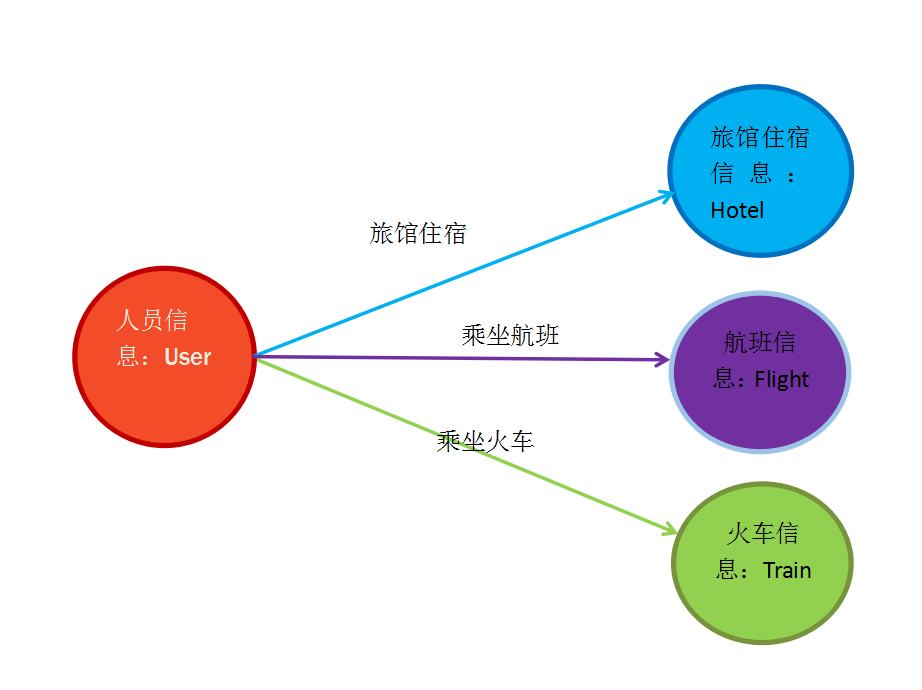 旅馆住宿
信息：
Hotel
旅馆住宿
人员信
息：User
乘坐航班
航班信
息：Flight
乘坐火车
火车信
息：Train